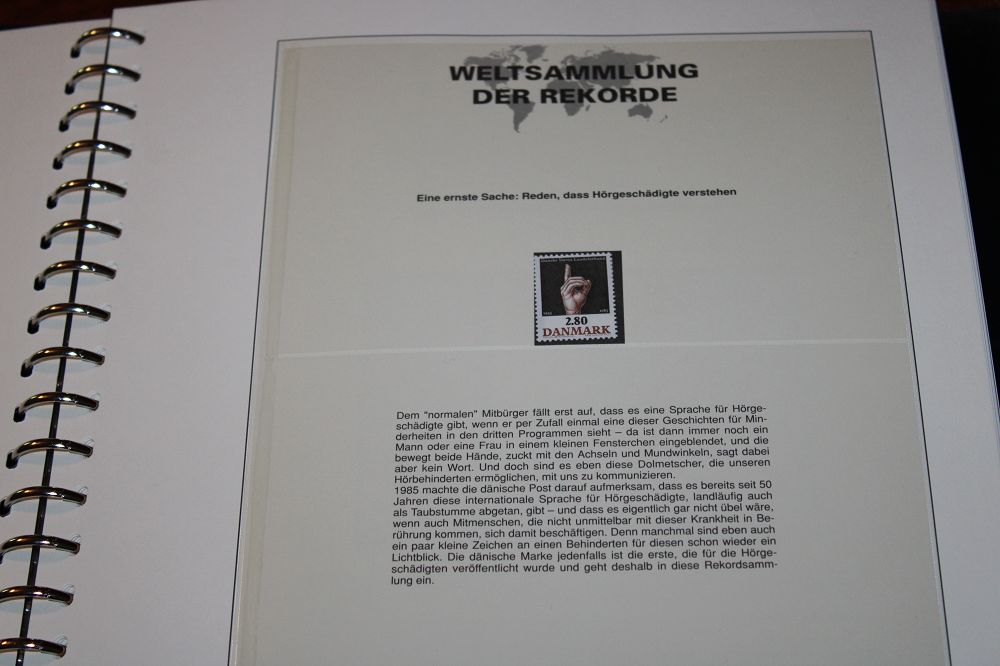 WELTSAMMLUNG
DER REKORDE
Eine ernste Sache: Reden, dass Hörgeschädigte verstehen
2.80
DANMARK
Dem "normalen" Mitbürger fällt erst auf, dass es eine Sprache für Hörge-
schädigte gibt, wenn er per Zufall einmal eine dieser Geschichten für Min-
derheiten in den dritten Programmen sieht – da ist dann immer noch ein
Mann oder eine Frau in einem kleinen Fensterchen eingeblendet, und die
bewegt beide Hände, zuckt mit den Achseln und Mundwinkeln, sagt dabei
aber kein Wort. Und doch sind es eben diese Dolmetscher, die unseren
Hörbehinderten ermöglichen, mit uns zu kommunizieren.
1985 machte die dänische Post darauf aufmerksam, dass es bereits seit 50
Jahren diese internationale Sprache für Hörgeschädigte, landläufig auch
als Taubstumme abgetan, gibt – und dass es eigentlich gar nicht übel wäre,
wenn auch Mitmenschen, die nicht unmittelbar mit dieser Krankheit in Be-
rührung kommen, sich damit beschäftigen. Denn manchmal sind eben auch
ein paar kleine Zeichen an einen Behinderten für diesen schon wieder ein
Lichtblick. Die dänische Marke jedenfalls ist die erste, die für die Hörge-
schädigten veröffentlicht wurde und geht deshalb in diese Rekordsamm-
lung ein.